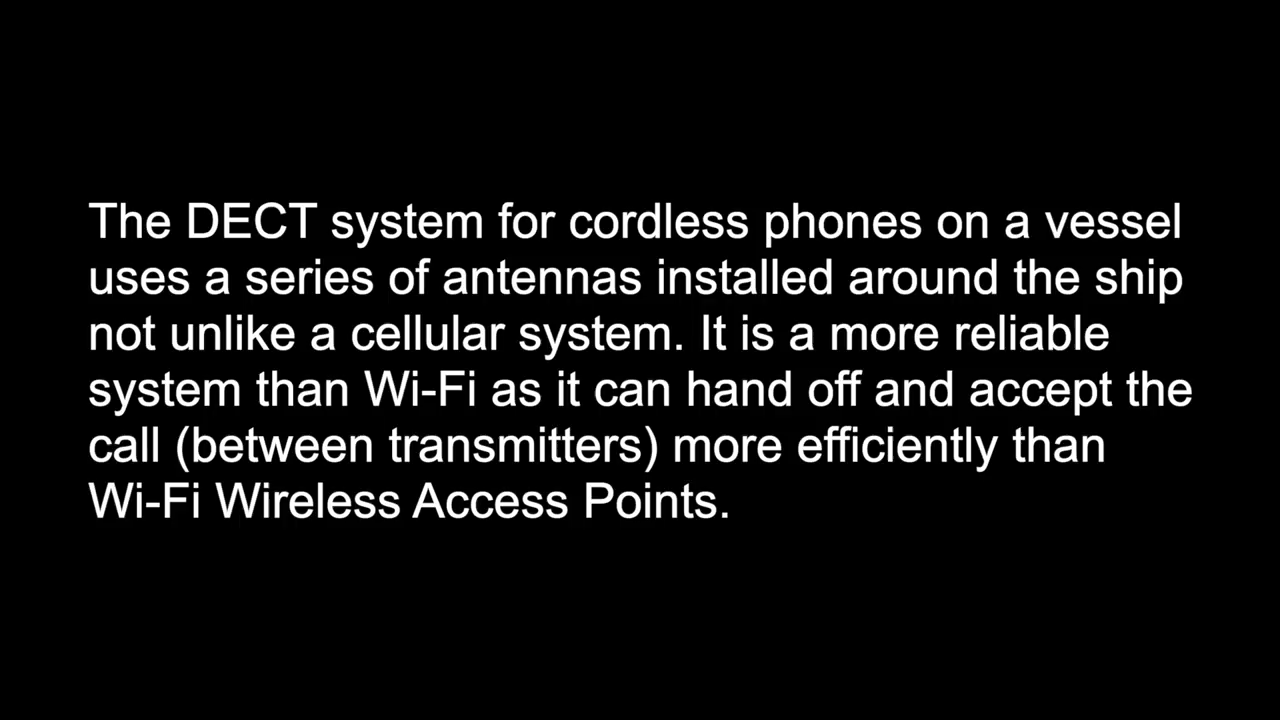 The DECT system for cordless phones on a vessel
uses a series of antennas installed around the ship
not unlike a cellular system. It is a more reliable
system than Wi-Fi as it can hand off and accept the
call (between transmitters) more efficiently than
Wi-Fi Wireless Access Points.